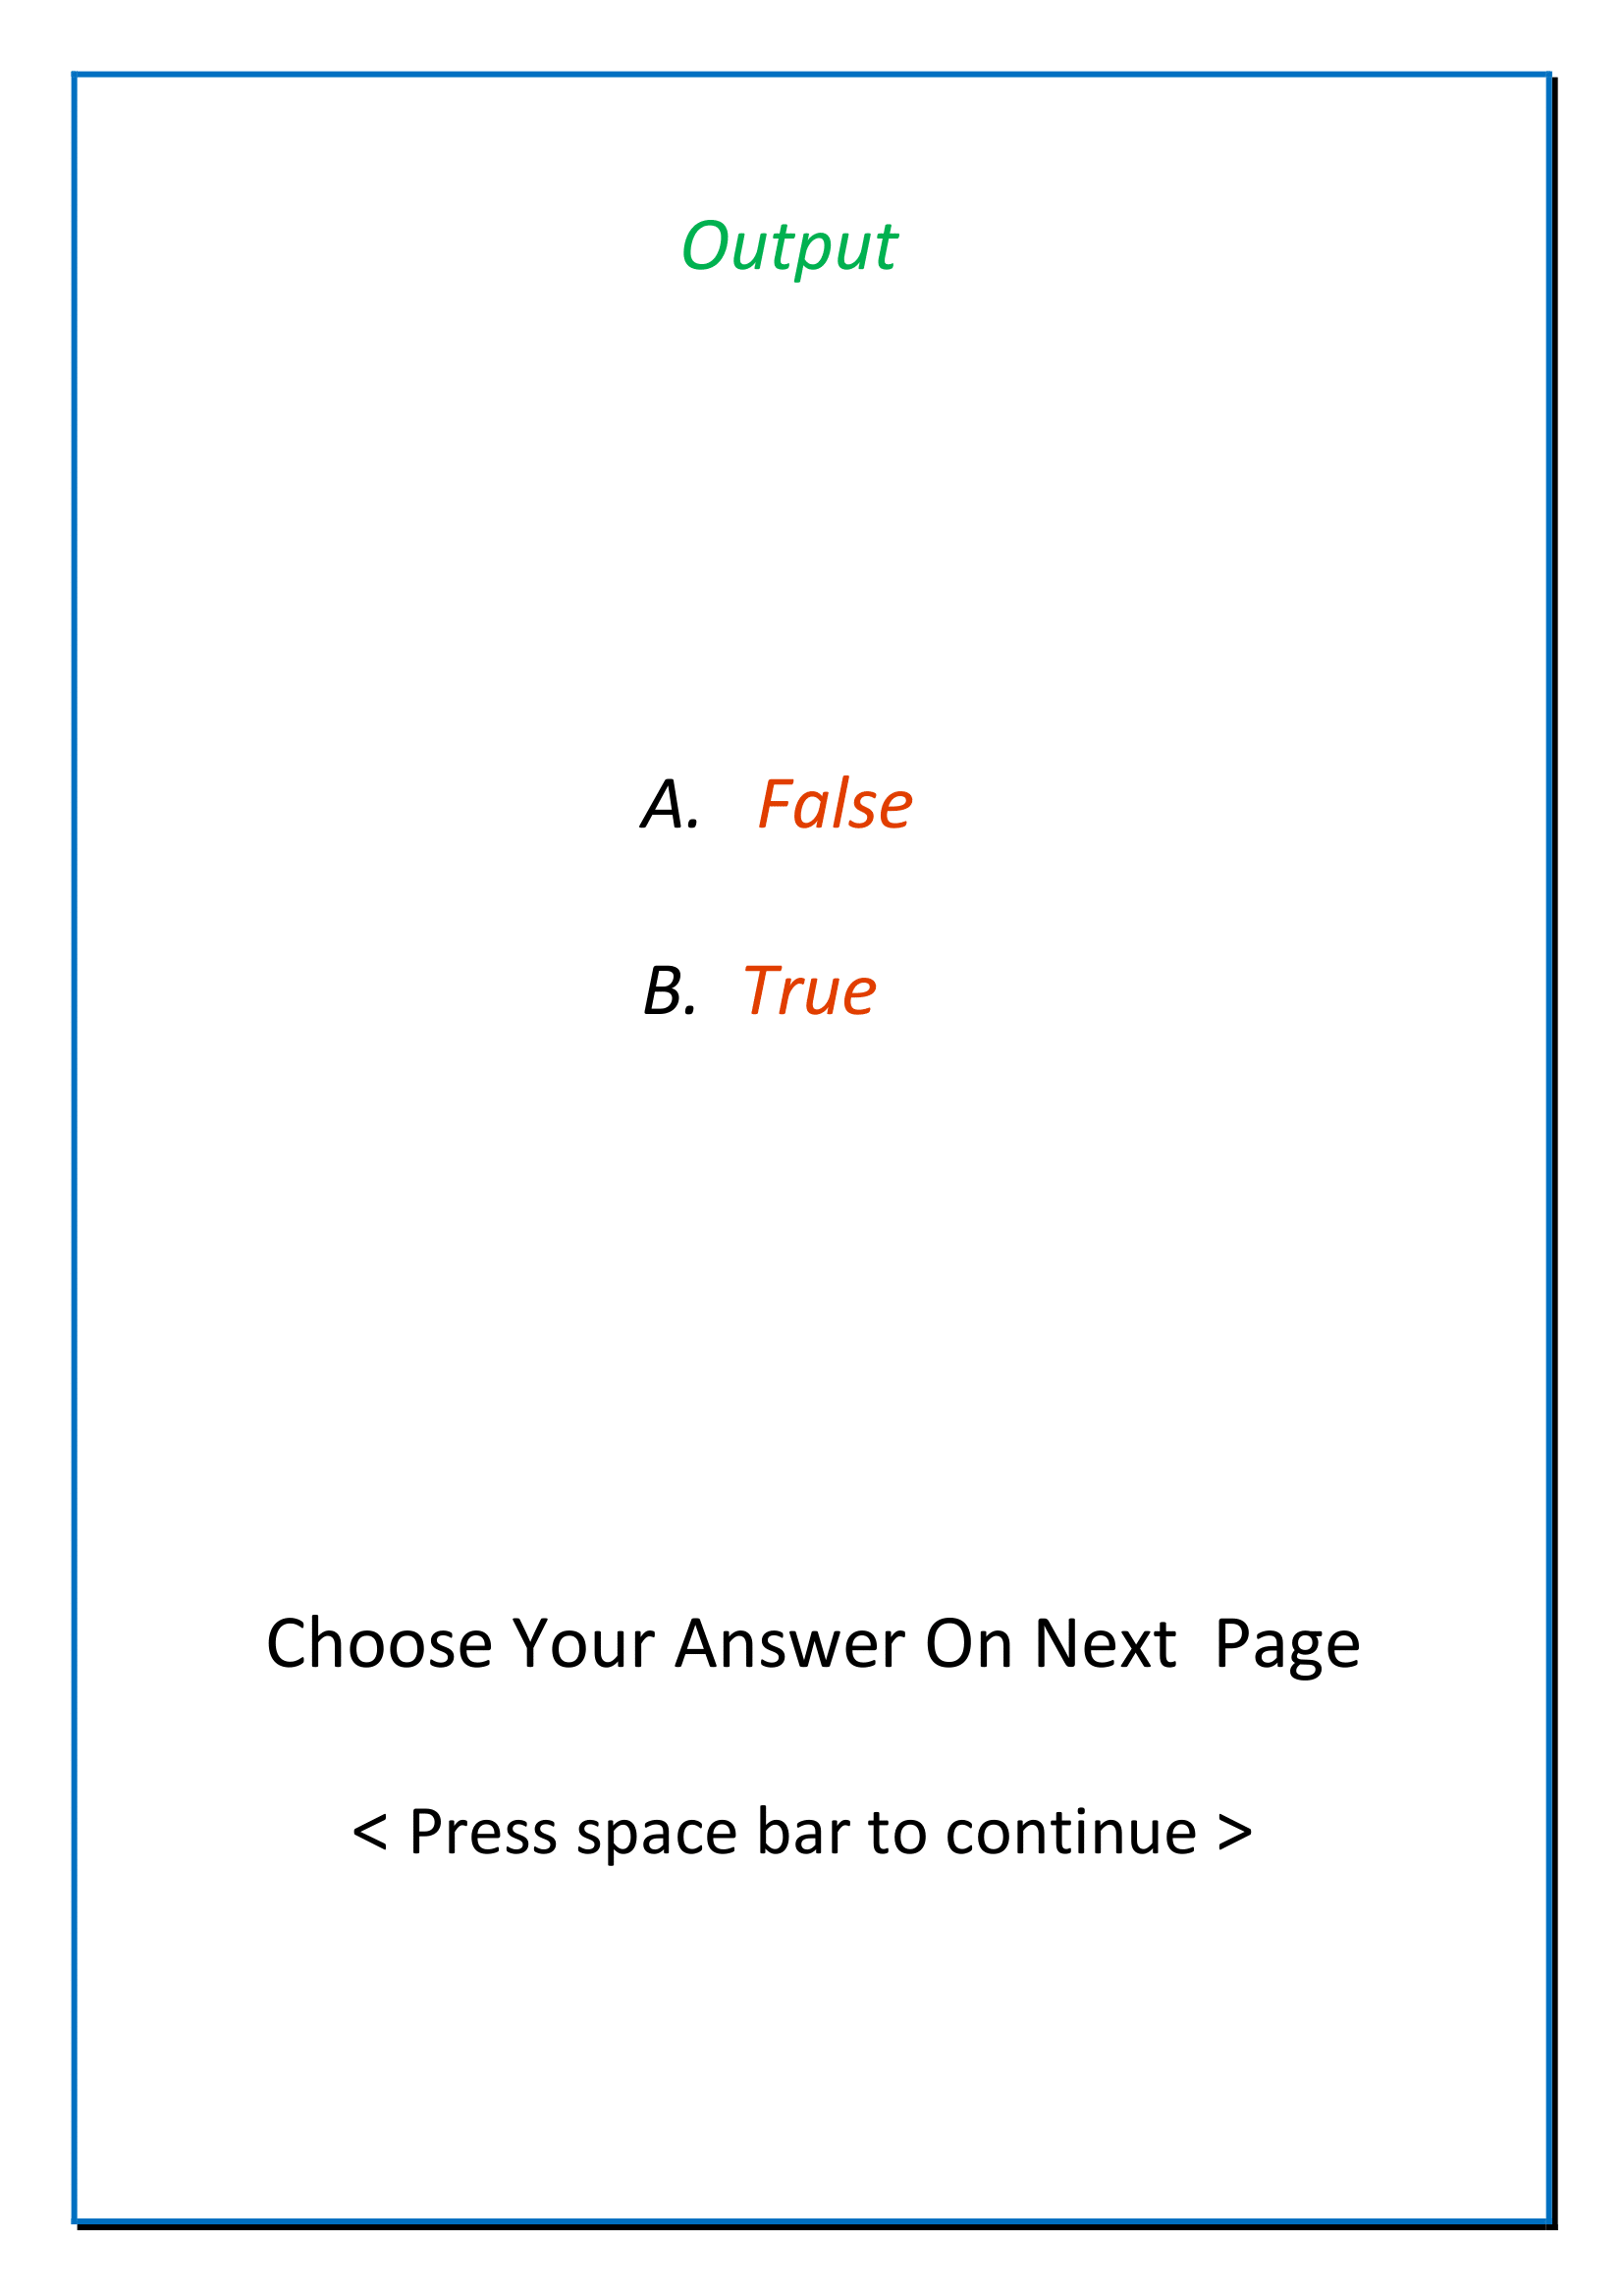 Output
A. False
B. True
Choose Your Answer On Next Page
< Press space bar to continue >